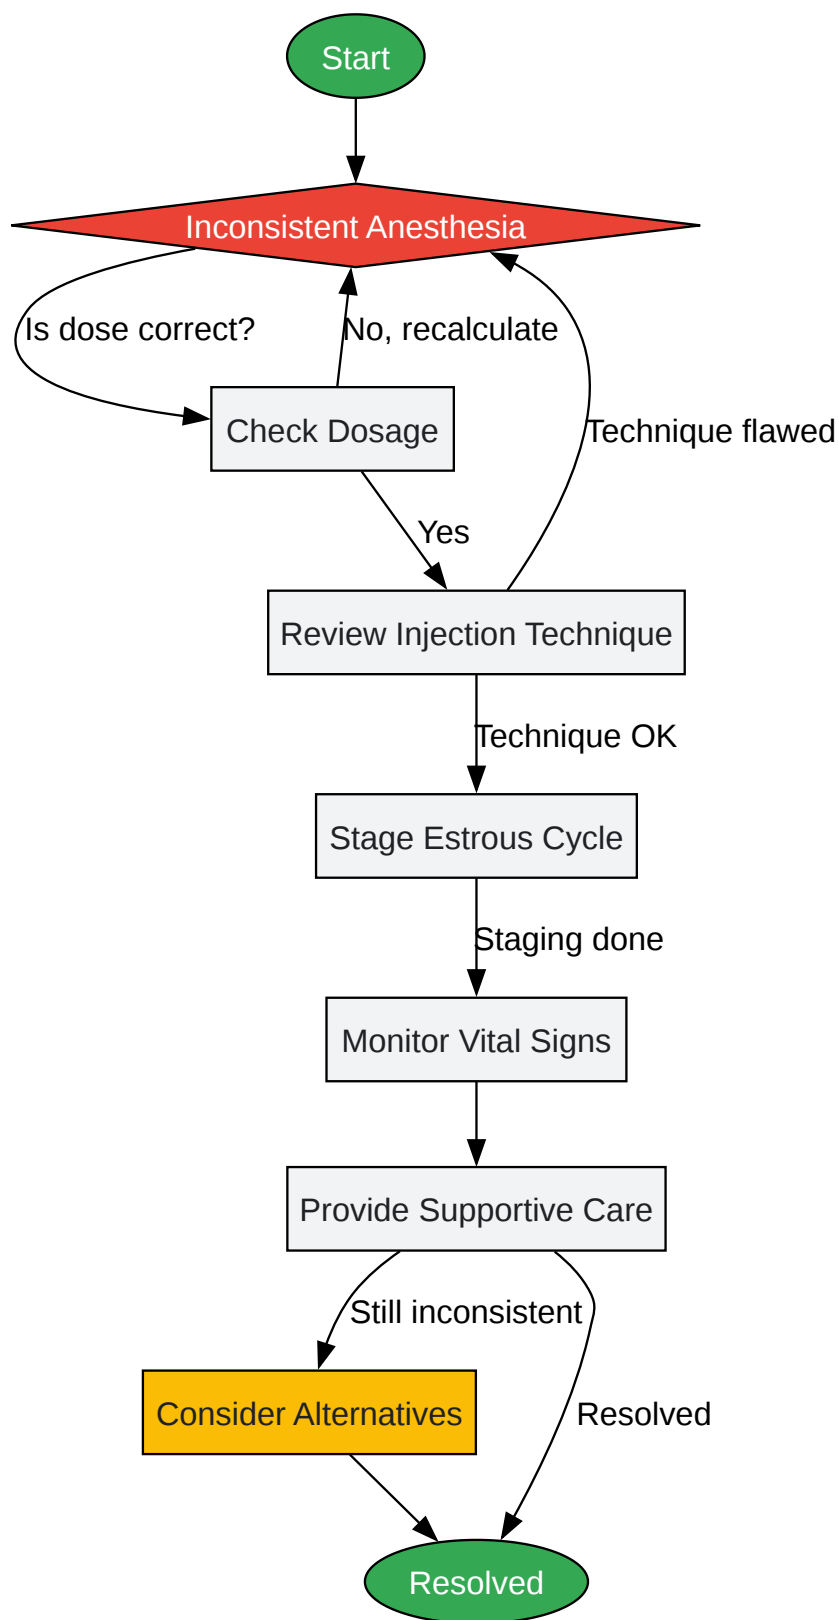 Start
Inconsistent Anesthesia
Is dose correct?
No, recalculate
Check Dosage
Technique flawed
Yes
Review Injection Technique
Technique OK
Stage Estrous Cycle
Staging done
Monitor Vital Signs
Provide Supportive Care
Still inconsistent
Consider Alternatives
Resolved
Resolved